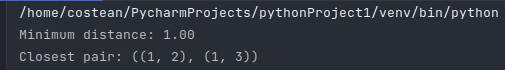 /home/costean/PycharmProjects/pythonProject1/venv/bin/python
Minimum distance: 1.00
Closest pair: ((1, 2), (1, 3))